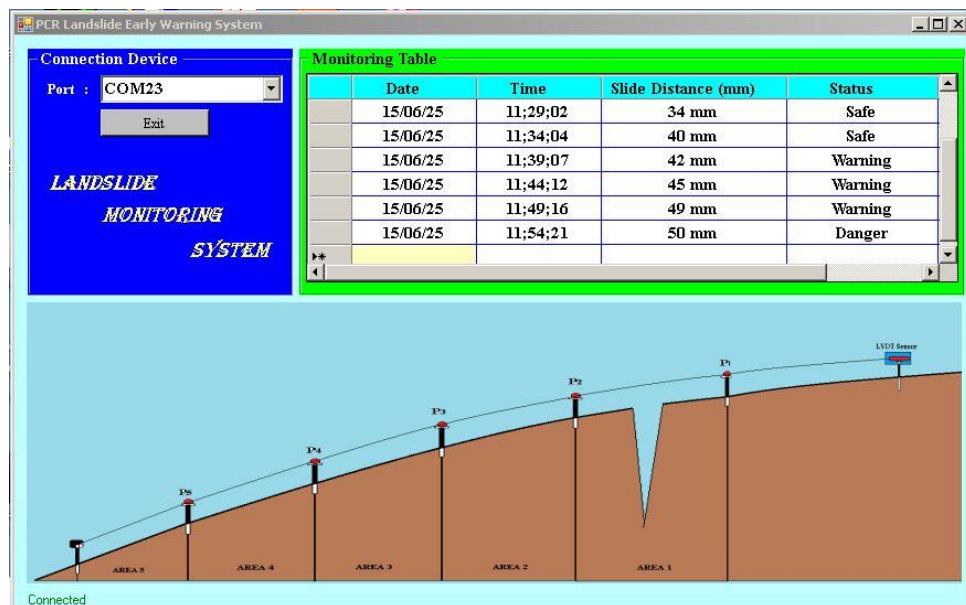 PCR Landslide Early Warning System
Connection Device
Port : COM23
Exit
LANDSLIDE
MONITORING
SYSTEM
Monitoring Table
Date Time Slide Distance (mm) Status
15/06/25 11;29;02 34 mm Safe
15/06/25 11;34;04 40 mm Safe
15/06/25 11;39;07 42 mm Warning
15/06/25 11;44;12 45 mm Warning
15/06/25 11;49;16 49 mm Warning
15/06/25 11;54;21 50 mm Danger
LVDT Sensor
P1
P2
P3
P4
P5
AREA 5 AREA 4 AREA 3 AREA 2 AREA 1
Connected